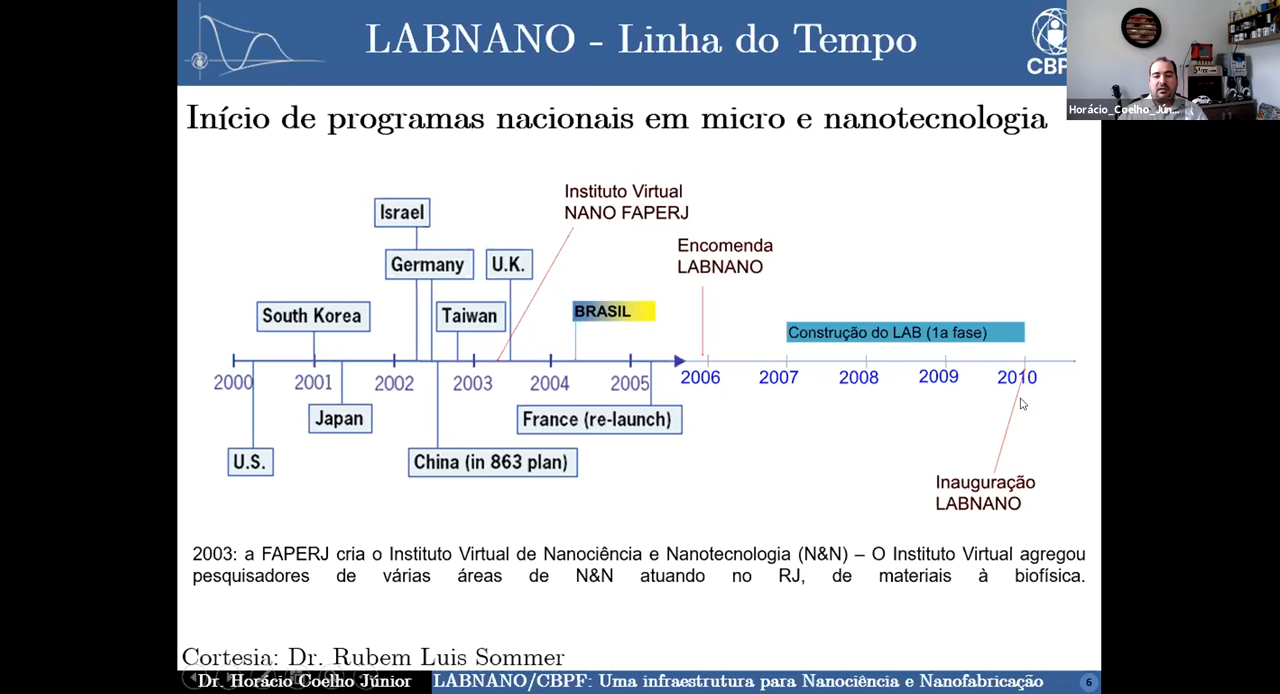 LABNANO - Linha do Tempo
CBP
Horácio_Coelho_Jún...
Início de programas nacionais em micro e nanotecnologia
Instituto Virtual
NANO FAPERJ
Israel
Encomenda
LABNANO
Germany
U.K.
South Korea
Taiwan
BRASIL
Construção do LAB (1a fase)
2000 2001 2002 2003 2004 2005 2006 2007 2008 2009 2010
Japan
France (re-launch)
U.S.
China (in 863 plan)
Inauguração
LABNANO
2003: a FAPERJ cria o Instituto Virtual de Nanociência e Nanotecnologia (N&N) – O Instituto Virtual agregou
pesquisadores de várias áreas de N&N atuando no RJ, de materiais à biofísica.
Cortesia: Dr. Rubem Luis Sommer
Dr. Horácio Coelho Júnior
LABNANO/CBPF: Uma infraestrutura para Nanociência e Nanofabricação
6